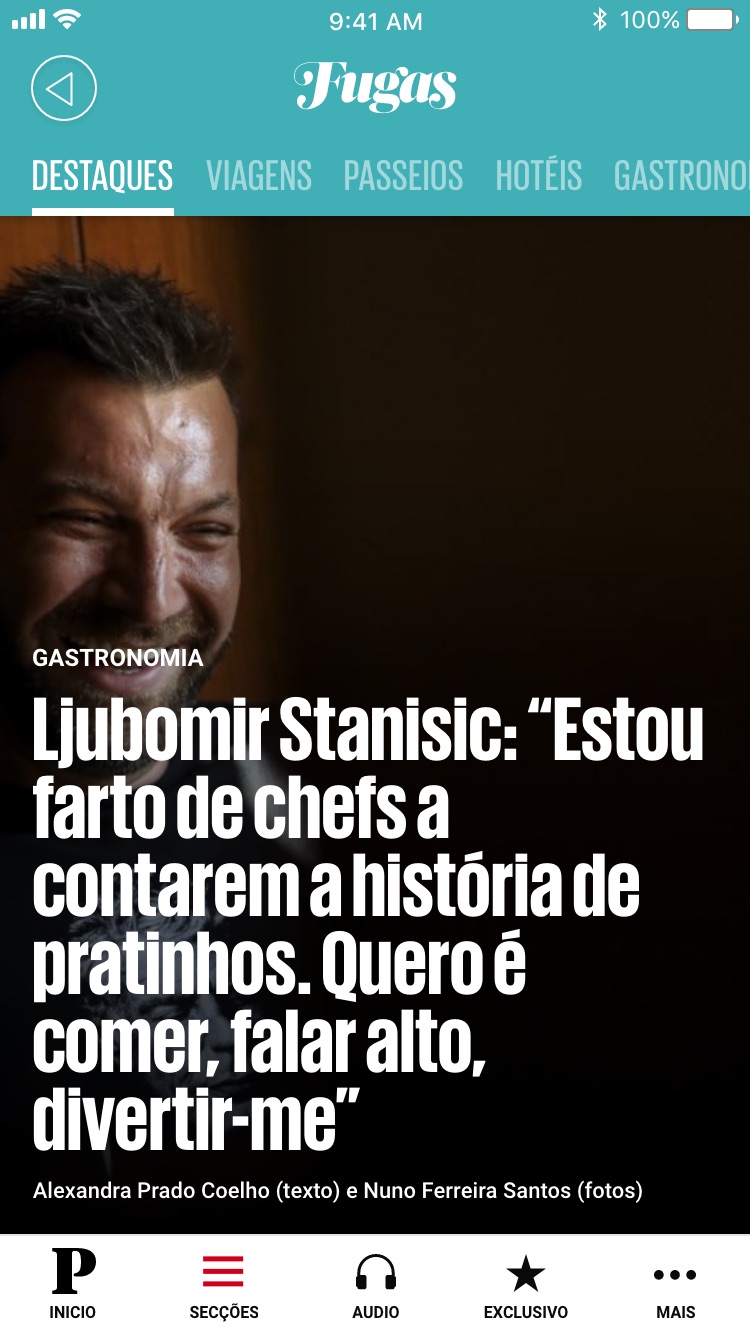 9:41 AM
100%
Fugas
DESTAQUES VIAGENS PASSEIOS HOTÉIS GASTRONO
GASTRONOMIA
Ljubomir Stanisic: “Estou
farto de chefs a
contarem a história de
pratinhos. Quero é
comer, falar alto,
divertir-me”
Alexandra Prado Coelho (texto) e Nuno Ferreira Santos (fotos)
P
INICIO SECÇÕES AUDIO EXCLUSIVO MAIS